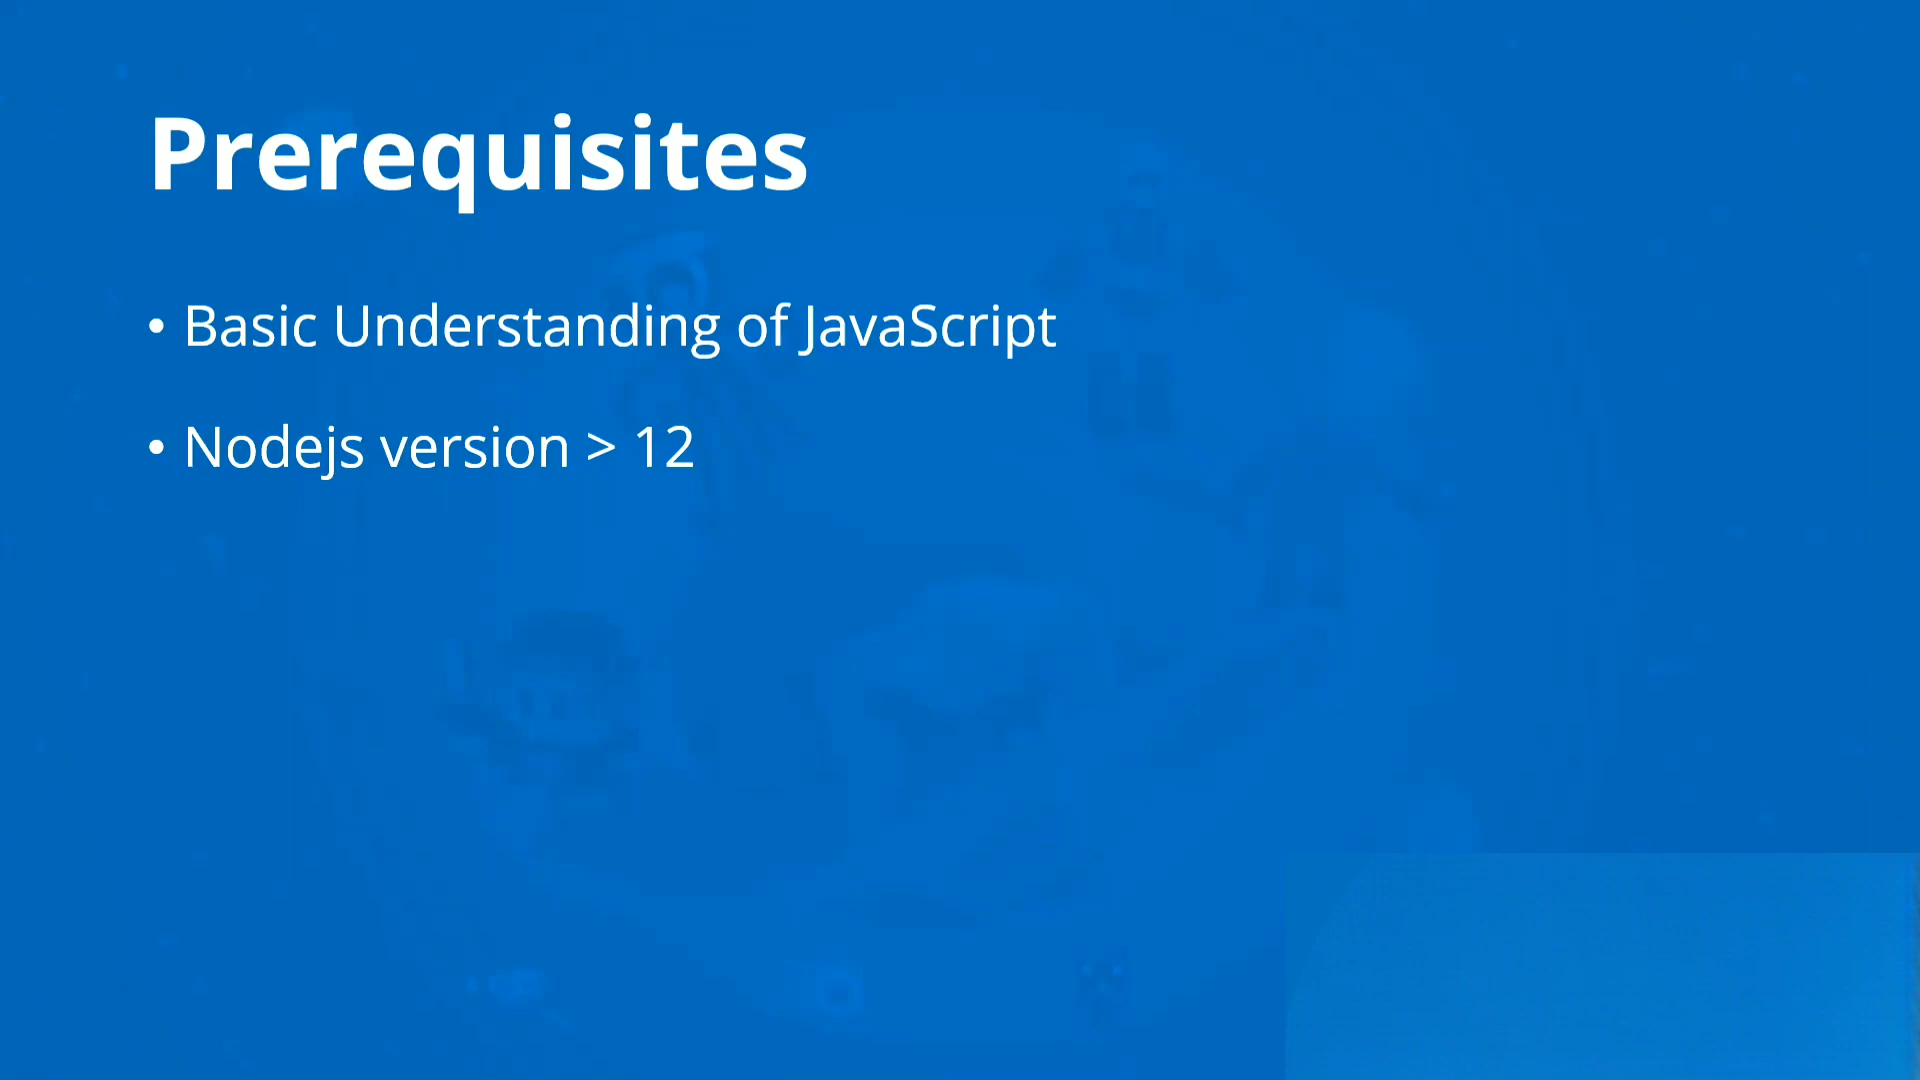 Prerequisites
• Basic Understanding of JavaScript
• Nodejs version > 12